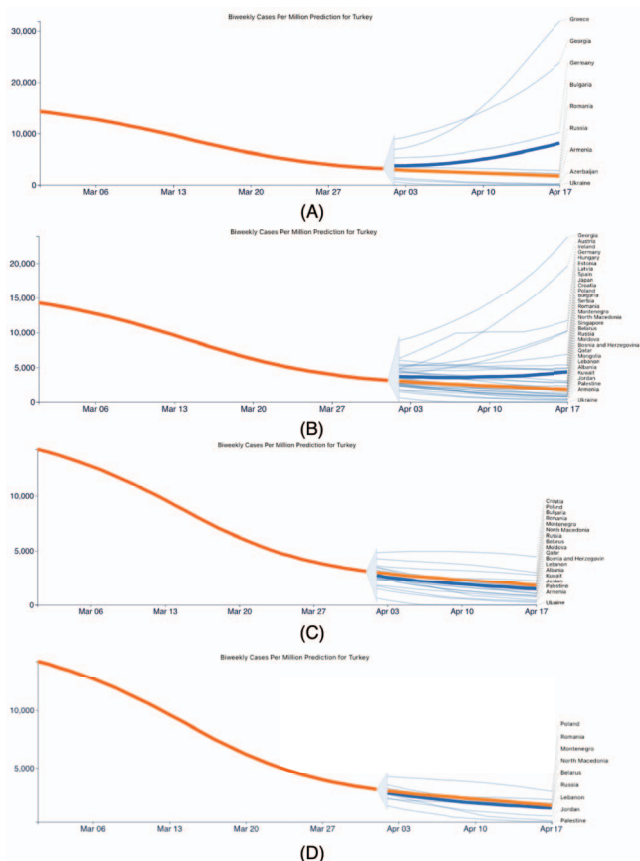 Biweekly Cases Per Million Prediction for Turkey
30,000
20,000
10,000
0
Mar 06
Mar 13
Mar 20
Mar 27
Apr 03
Apr 10
Apr 17
Greece
Georgia
Germany
Bulgaria
Romania
Russia
Armenia
Azerbaijan
Ukraine
(A)
Biweekly Cases Per Million Prediction for Turkey
20,000
15,000
10,000
5,000
0
Mar 06
Mar 13
Mar 20
Mar 27
Apr 03
Apr 10
Apr 17
Georgia
Austria
Ireland
Germany
Hungary
Estonia
Latvia
Spain
Japan
Croatia
Poland
Bulgaria
Serbia
Romania
Montenegro
North Macedonia
Singapore
Belarus
Russia
Moldova
Bosnia and Herzegovina
Qatar
Mongolia
Lebanon
Albania
Kuwait
Jordan
Palestine
Armenia
Ukraine
(B)
Biweekly Cases Per Million Prediction for Turkey
10,000
5,000
0
Mar 06
Mar 13
Mar 20
Mar 27
Apr 03
Apr 10
Apr 17
Croatia
Poland
Bulgaria
Romania
Montenegro
North Macedonia
Russia
Belarus
Qatar
Lebanon
Albania
Kuwait
Armenia
(C)
Biweekly Cases Per Million Prediction for Turkey
10,000
5,000
Mar 06
Mar 13
Mar 20
Mar 27
Apr 03
Apr 10
Apr 17
Poland
Romania
Montenegro
North Macedonia
Belarus
Russia
Lebanon
Jordan
Palestine
(D)